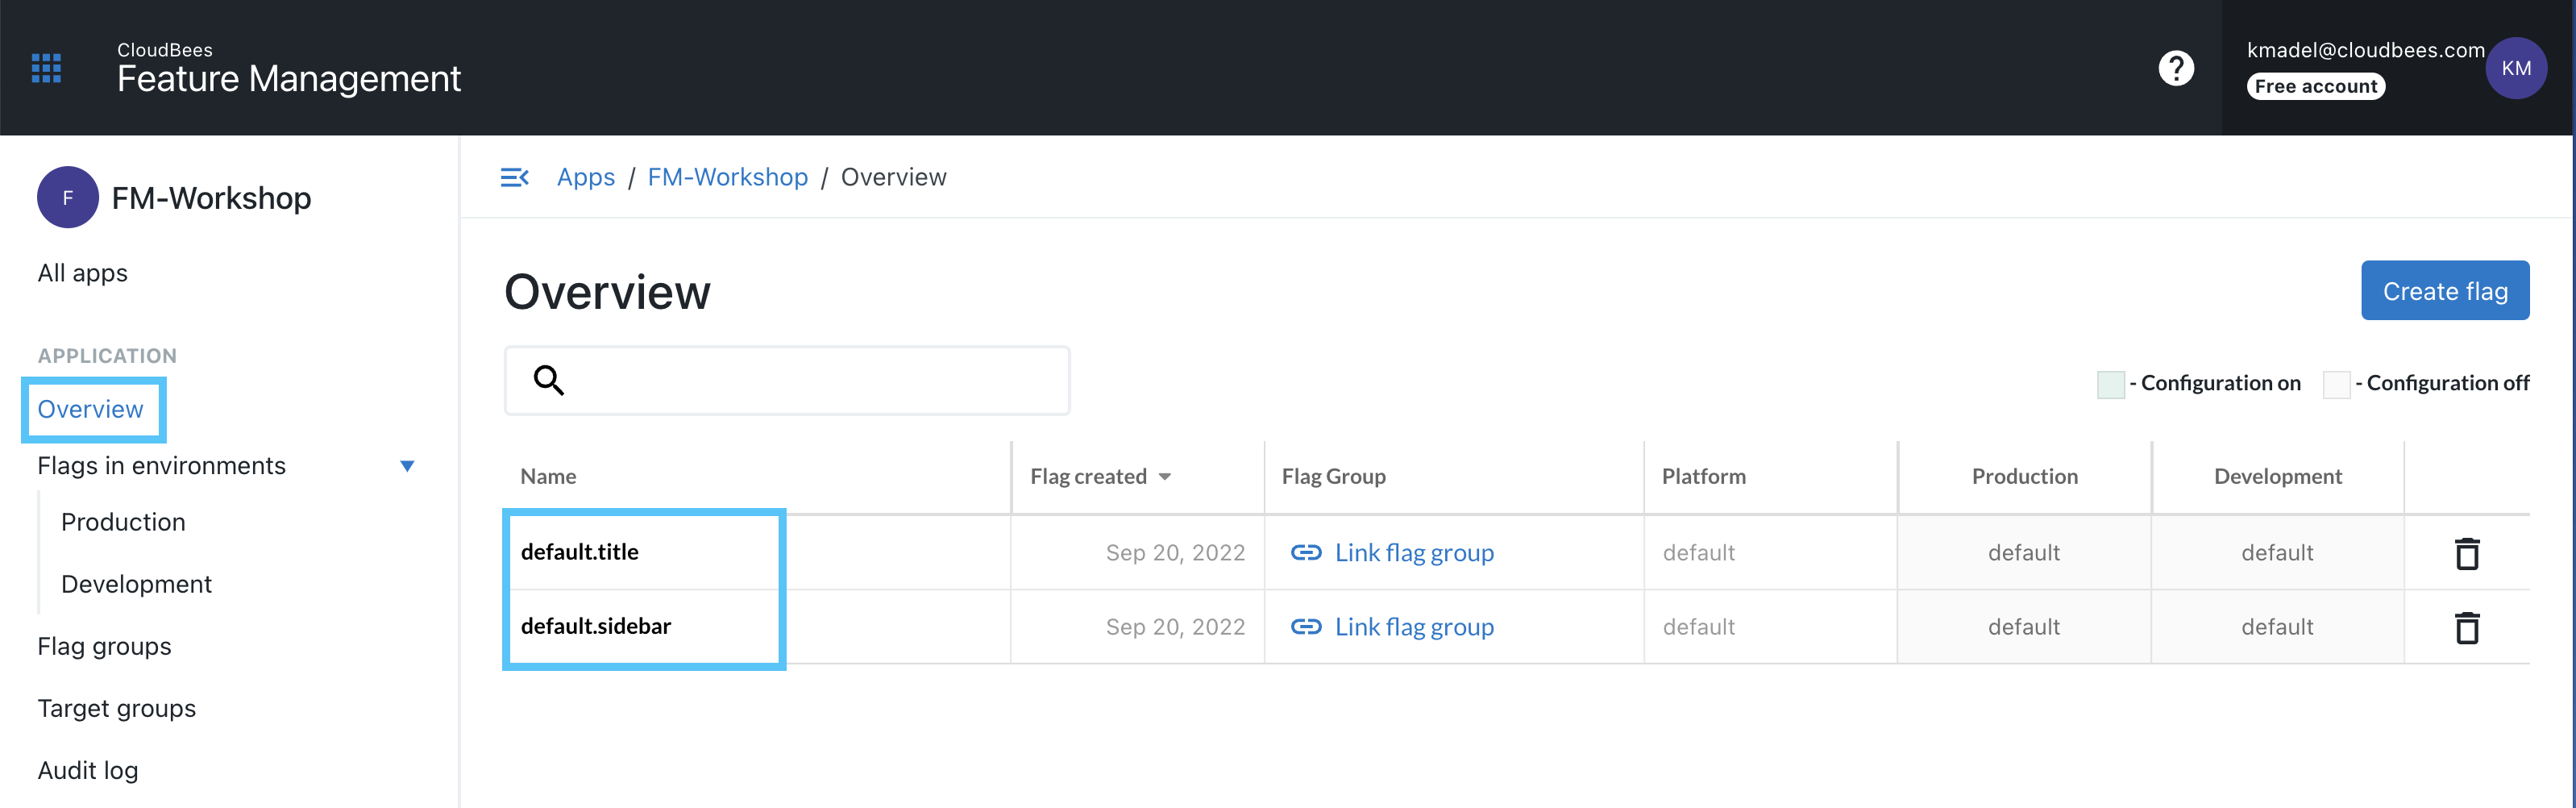 CloudBees
Feature Management
?
kmadel@cloudbees.com
Free account
KM
F
FM-Workshop
All apps
APPLICATION
Overview
Flags in environments
Production
Development
Flag groups
Target groups
Audit log
Apps / FM-Workshop / Overview
Overview
Create flag
- Configuration on - Configuration off
Name Flag created Flag Group Platform Production Development
default.title Sep 20, 2022 Link flag group default default default
default.sidebar Sep 20, 2022 Link flag group default default default